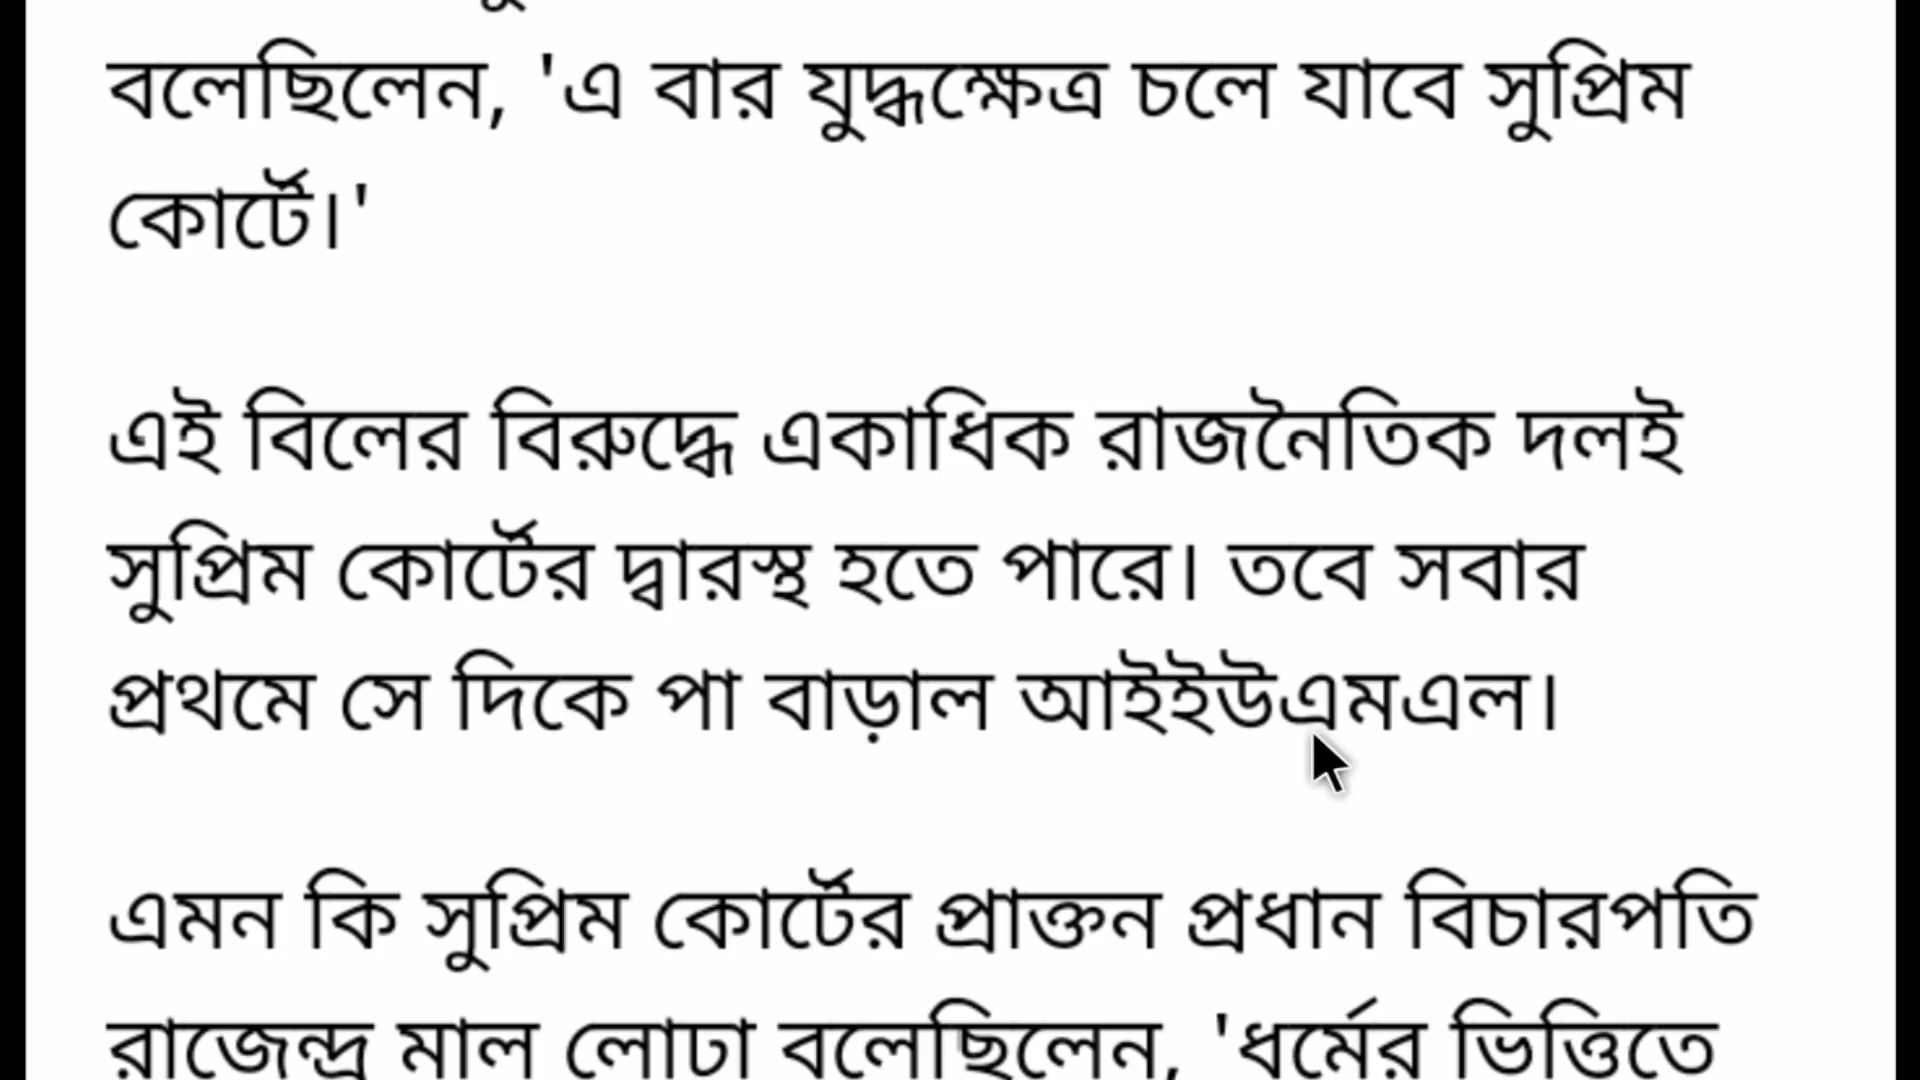 বলেছিলেন, 'এ বার যুদ্ধক্ষেত্র চলে যাবে সুপ্রিম
কোর্টে।'
এই বিলের বিরুদ্ধে একাধিক রাজনৈতিক দলই
সুপ্রিম কোর্টের দ্বারস্থ হতে পারে। তবে সবার
প্রথমে সে দিকে পা বাড়াল আইইউএমএল।
এমন কি সুপ্রিম কোর্টের প্রাক্তন প্রধান বিচারপতি
রাজেন্দ্র মাল লোঢা বলেছিলেন, 'ধর্মের ভিত্তিতে